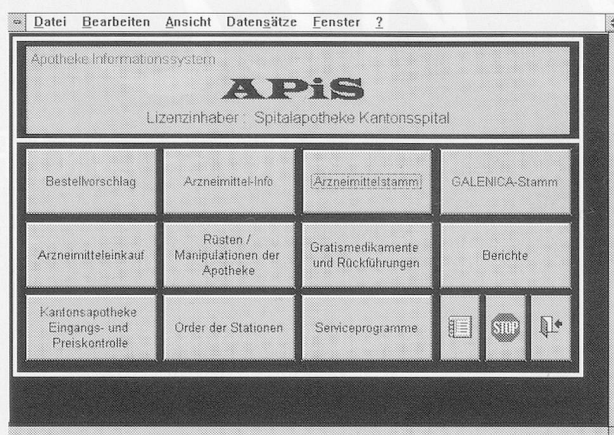 Datei Bearbeiten Ansicht Datensätze Fenster ?
Apotheke Informationssystem
APiS
Lizenzinhaber : Spitalapotheke Kantonsspital
Bestellvorschlag
Arzneimittel-Info
Arzneimittelstamm
GALENICA-Stamm
Arzneimitteleinkauf
Rüsten /
Manipulationen der
Apotheke
Gratismedikamente
und Rückführungen
Berichte
Kantonsapotheke
Eingangs- und
Preiskontrolle
Order der Stationen
Serviceprogramme
STOP